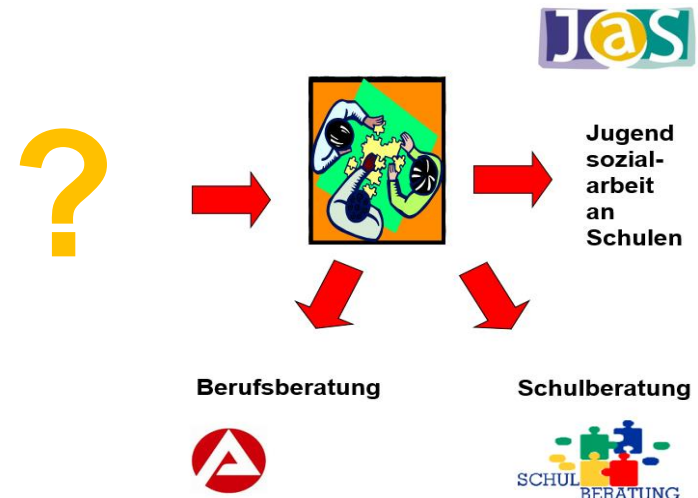 JaS
?
Jugend
sozial-
arbeit
an
Schulen
Berufsberatung
Schulberatung
SCHUL
BERATUNG